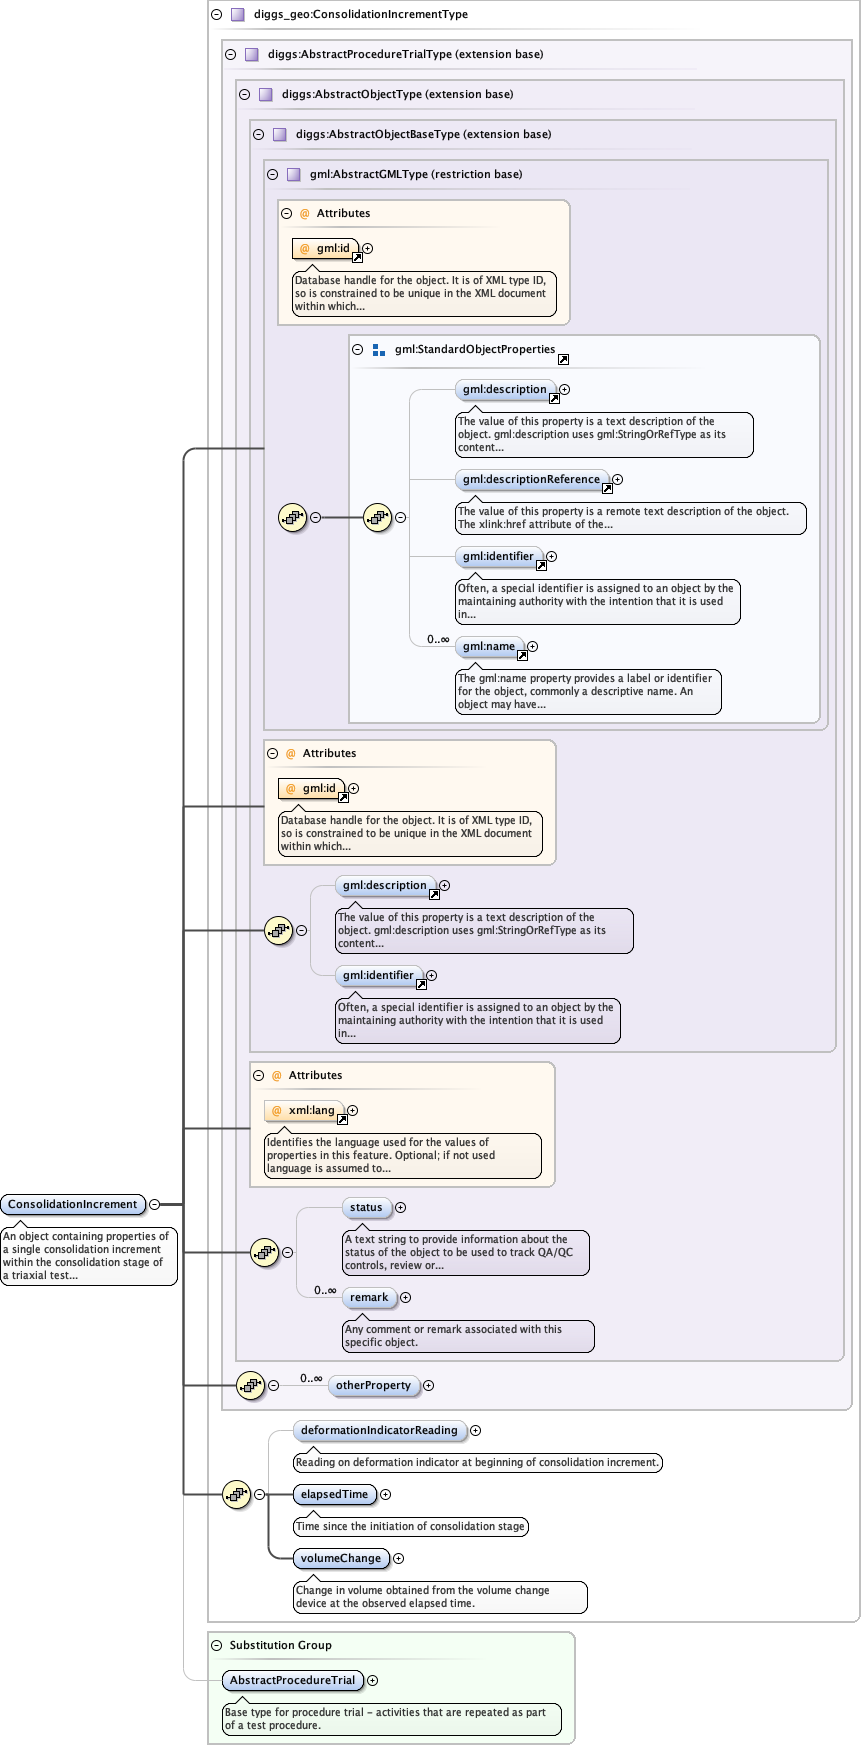 diggs_geo:ConsolidationIncrementType
diggs:AbstractProcedureTrialType (extension base)
diggs:AbstractObjectType (extension base)
diggs:AbstractObjectBaseType (extension base)
gml:AbstractGMLType (restriction base)
@ Attributes
@ gml:id
Database handle for the object. It is of XML type ID,
so is constrained to be unique in the XML document
within which...
gml:StandardObjectProperties
gml:description
The value of this property is a text description of the
object. gml:description uses gml:StringOrRefType as its
content...
gml:descriptionReference
The value of this property is a remote text description of the object.
The xlink:href attribute of the...
gml:identifier
Often, a special identifier is assigned to an object by the
maintaining authority with the intention that it is used
in...
0..∞
gml:name
The gml:name property provides a label or identifier
for the object, commonly a descriptive name. An
object may have...
@ Attributes
@ gml:id
Database handle for the object. It is of XML type ID,
so is constrained to be unique in the XML document
within which...
gml:description
The value of this property is a text description of the
object. gml:description uses gml:StringOrRefType as its
content...
gml:identifier
Often, a special identifier is assigned to an object by the
maintaining authority with the intention that it is used
in...
@ Attributes
@ xml:lang
Identifies the language used for the values of
properties in this feature. Optional; if not used
language is assumed to...
ConsolidationIncrement
An object containing properties of
a single consolidation increment
within the consolidation stage of
a triaxial test...
status
A text string to provide information about the
status of the object to be used to track QA/QC
controls, review or...
0..∞
remark
Any comment or remark associated with this
specific object.
0..∞
otherProperty
deformationIndicatorReading
Reading on deformation indicator at beginning of consolidation increment.
elapsedTime
Time since the initiation of consolidation stage
volumeChange
Change in volume obtained from the volume change
device at the observed elapsed time.
Substitution Group
AbstractProcedureTrial
Base type for procedure trial - activities that are repeated as part
of a test procedure.